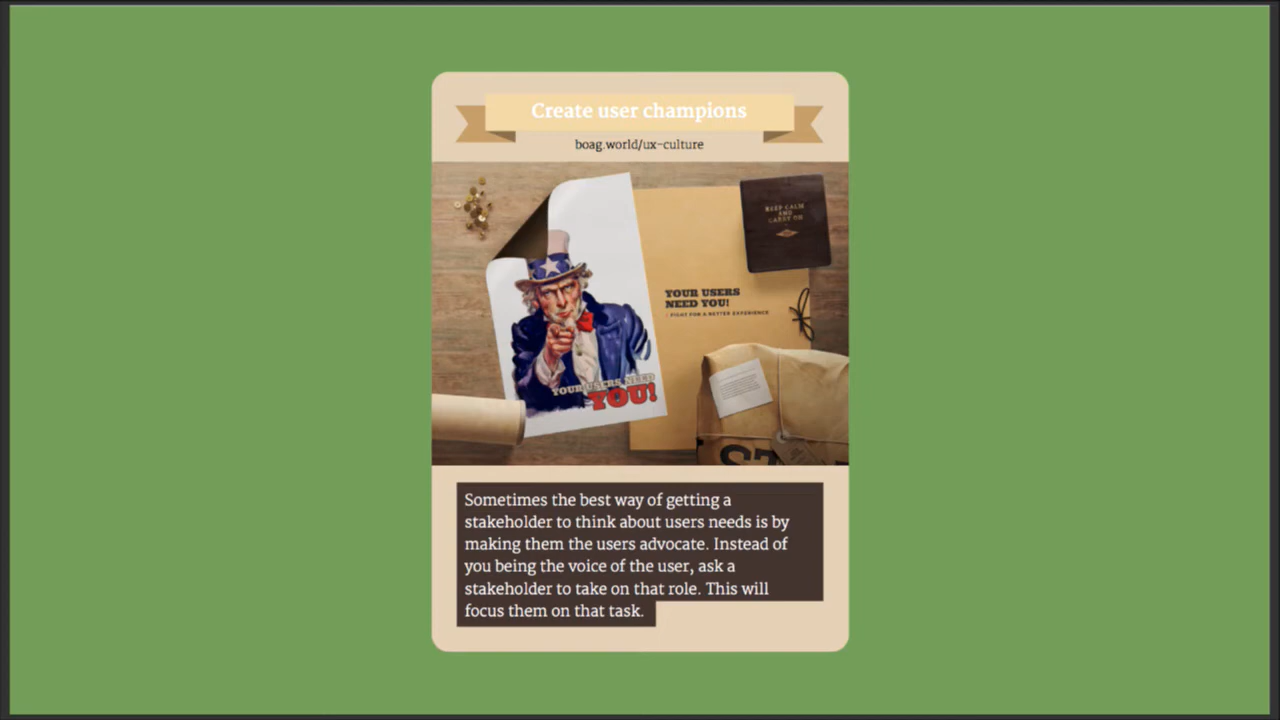 Create user champions
boag.world/ux-culture
KEEP CALM
AND
CARRY ON
YOUR USERS
NEED YOU!
YOUR USERS NEED
YOU!
Sometimes the best way of getting a
stakeholder to think about users needs is by
making them the users advocate. Instead of
you being the voice of the user, ask a
stakeholder to take on that role. This will
focus them on that task.